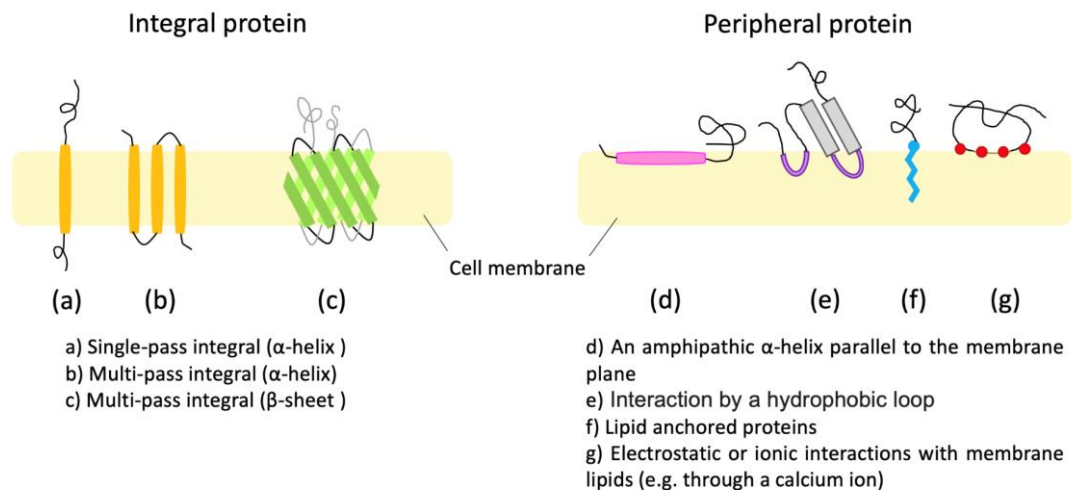 Integral protein
Peripheral protein
Cell membrane
(a)
(b)
(c)
(d)
(e)
(f)
(g)
a) Single-pass integral (α-helix )
b) Multi-pass integral (α-helix)
c) Multi-pass integral (β-sheet )
d) An amphipathic α-helix parallel to the membrane
plane
e) Interaction by a hydrophobic loop
f) Lipid anchored proteins
g) Electrostatic or ionic interactions with membrane
lipids (e.g. through a calcium ion)